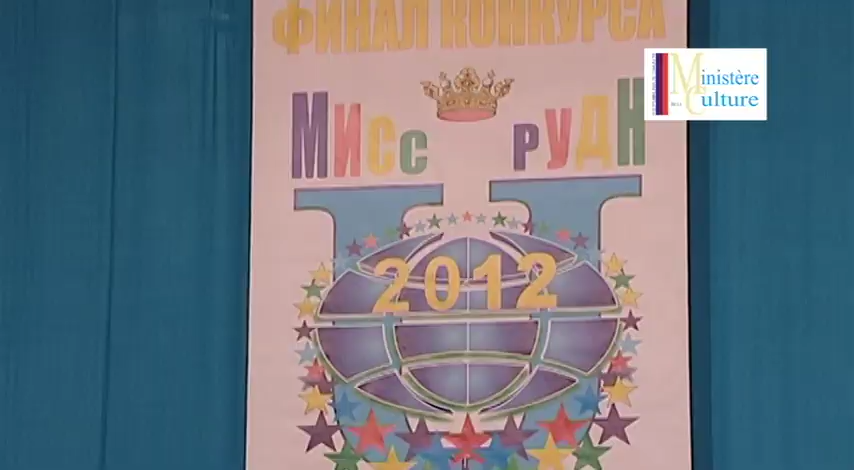 ФИНАЛ КОНКУРСА
Ministère
Culture
Мисс РУДН
2012